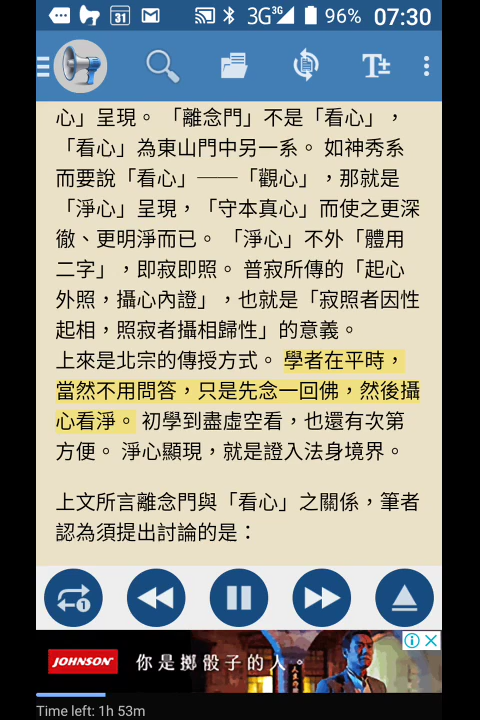 31
3G 3G 96% 07:30
T±
心」呈現。「離念門」不是「看心」，
「看心」為東山門中另一系。如神秀系
而要說「看心」——「觀心」，那就是
「淨心」呈現，「守本真心」而使之更深
徹、更明淨而已。「淨心」不外「體用
二字」，即寂即照。普寂所傳的「起心
外照，攝心內證」，也就是「寂照者因性
起相，照寂者攝相歸性」的意義。
上來是北宗的傳授方式。學者在平時，
當然不用問答，只是先念一回佛，然後攝
心看淨。初學到盡虛空看，也還有次第
方便。淨心顯現，就是證入法身境界。
上文所言離念門與「看心」之關係，筆者
認為須提出討論的是：
1
JOHNSON
你是擲骰子的人。
Time left: 1h 53m